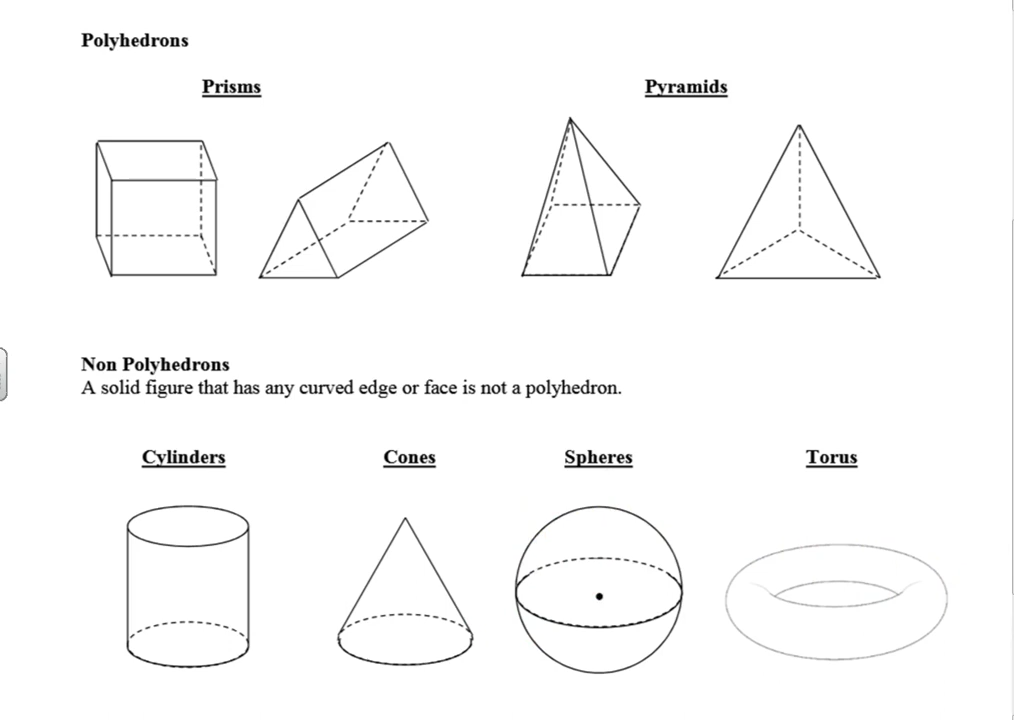 Polyhedrons
Prisms
Pyramids
Non Polyhedrons
A solid figure that has any curved edge or face is not a polyhedron.
Cylinders
Cones
Spheres
Torus